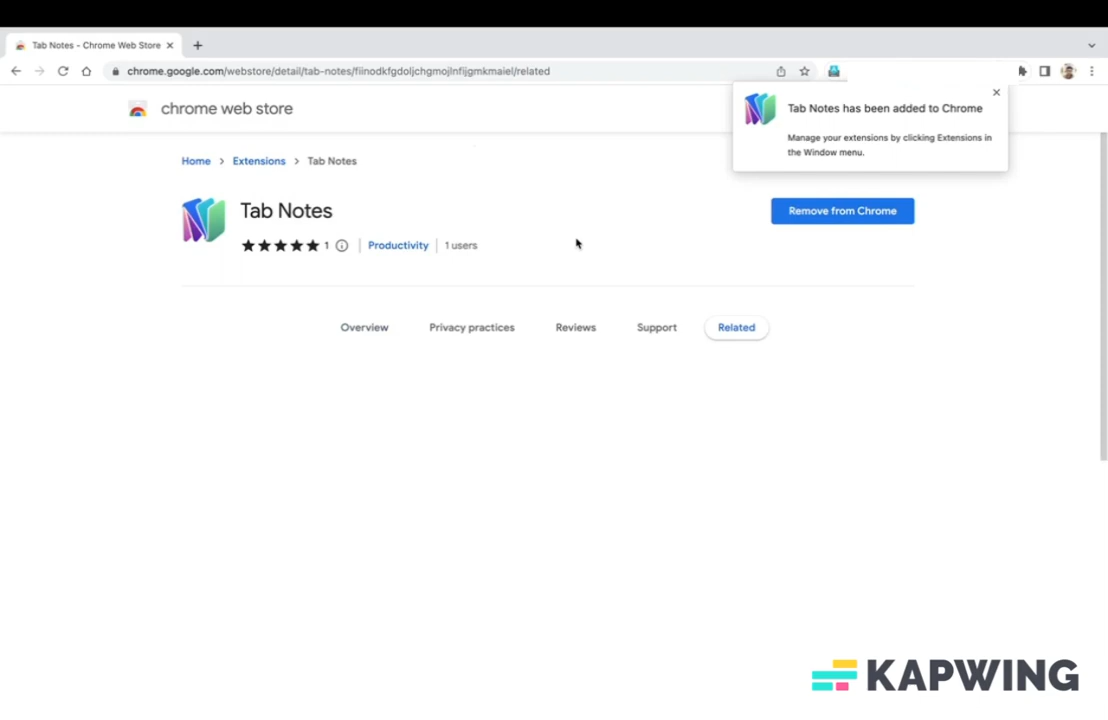 Tab Notes - Chrome Web Store
chrome.google.com/webstore/detail/tab-notes/fiinodkfgdoljchgmojlnfijgmkmaiel/related
chrome web store
Tab Notes has been added to Chrome
Manage your extensions by clicking Extensions in
the Window menu.
Home > Extensions > Tab Notes
Tab Notes
Remove from Chrome
1 Productivity 1 users
Overview Privacy practices Reviews Support Related
KAPWING